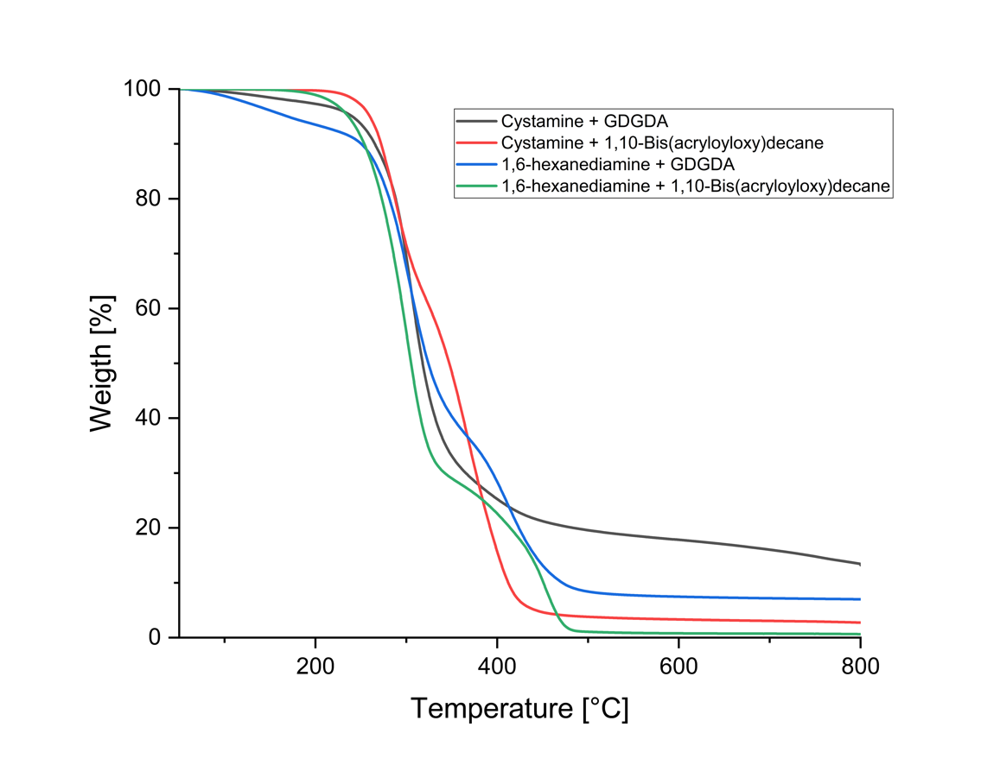 100
80
60
40
20
0
Weigth [%]
Cystamine + GDGDA
Cystamine + 1,10-Bis(acryloyloxy)decane
1,6-hexanediamine + GDGDA
1,6-hexanediamine + 1,10-Bis(acryloyloxy)decane
200 400 600 800
Temperature [°C]